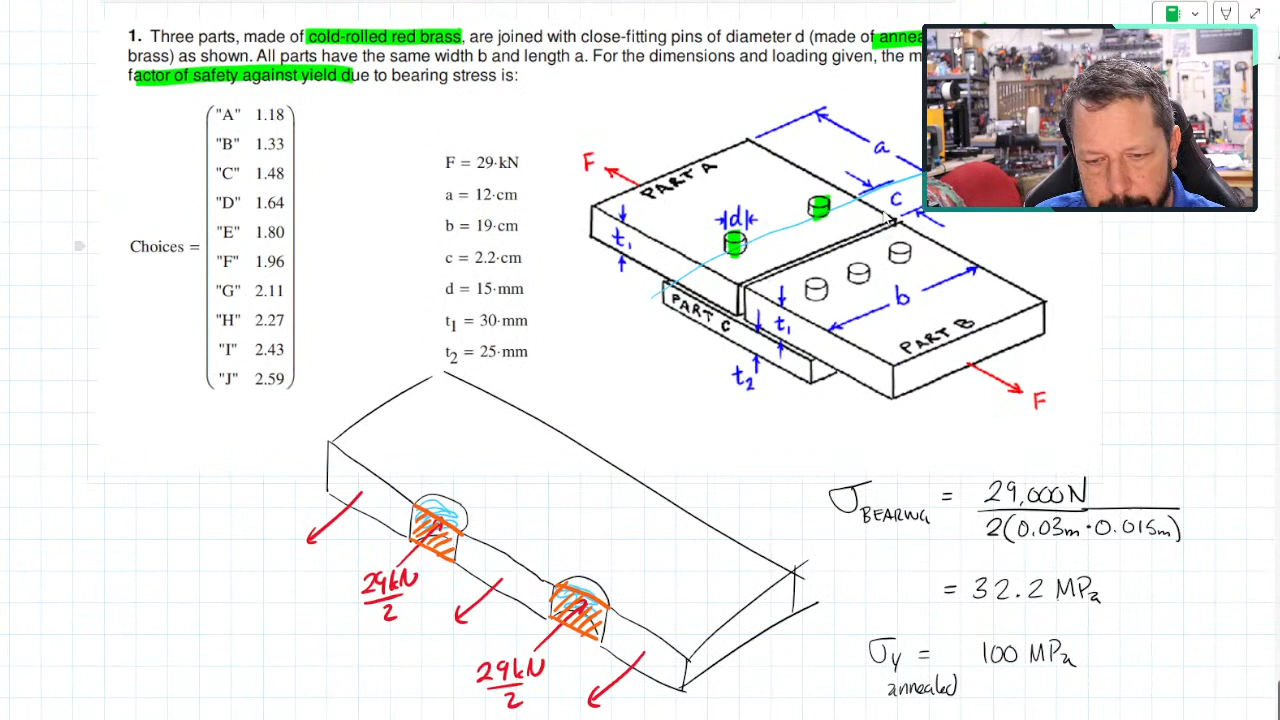 1. Three parts, made of cold-rolled red brass, are joined with close-fitting pins of diameter d (made of
brass) as shown. All parts have the same width b and length a. For the dimensions and loading given, the
factor of safety against yield due to bearing stress is:
Choices =
"A" 1.18
"B" 1.33
"C" 1.48
"D" 1.64
"E" 1.80
"F" 1.96
"G" 2.11
"H" 2.27
"I" 2.43
"J" 2.59
F = 29·kN
a = 12·cm
b = 19·cm
c = 2.2·cm
d = 15·mm
t1 = 30·mm
t2 = 25·mm
F
PART A
a
c
d
t1
PART C
t1
b
PART B
t2
F
29kN
2
29kN
2
σ BEARING = 29,000N
2(0.03m · 0.015m)
= 32.2 MPa
σY = 100 MPa
annealed